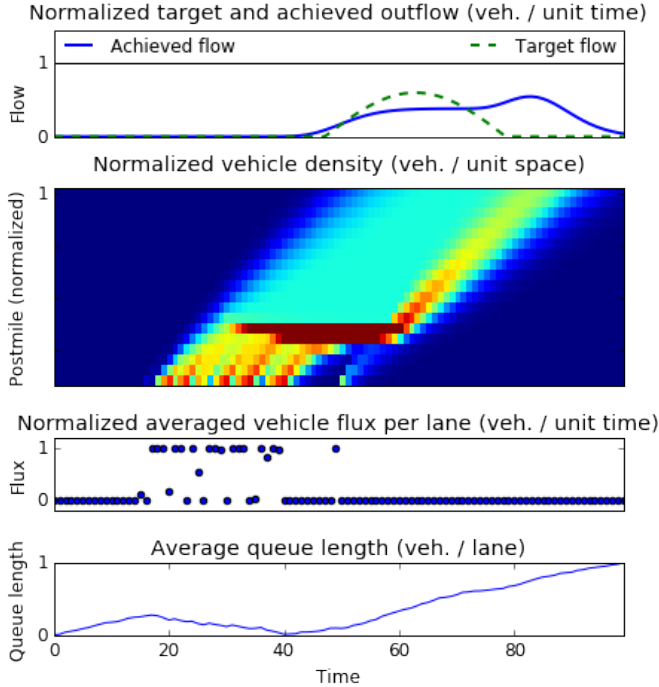 Normalized target and achieved outflow (veh. / unit time)
Achieved flow Target flow
1
0
Flow
Normalized vehicle density (veh. / unit space)
1
Postmile (normalized)
Normalized averaged vehicle flux per lane (veh. / unit time)
1
0
Flux
Average queue length (veh. / lane)
1
0
Queue length
0 20 40 60 80
Time